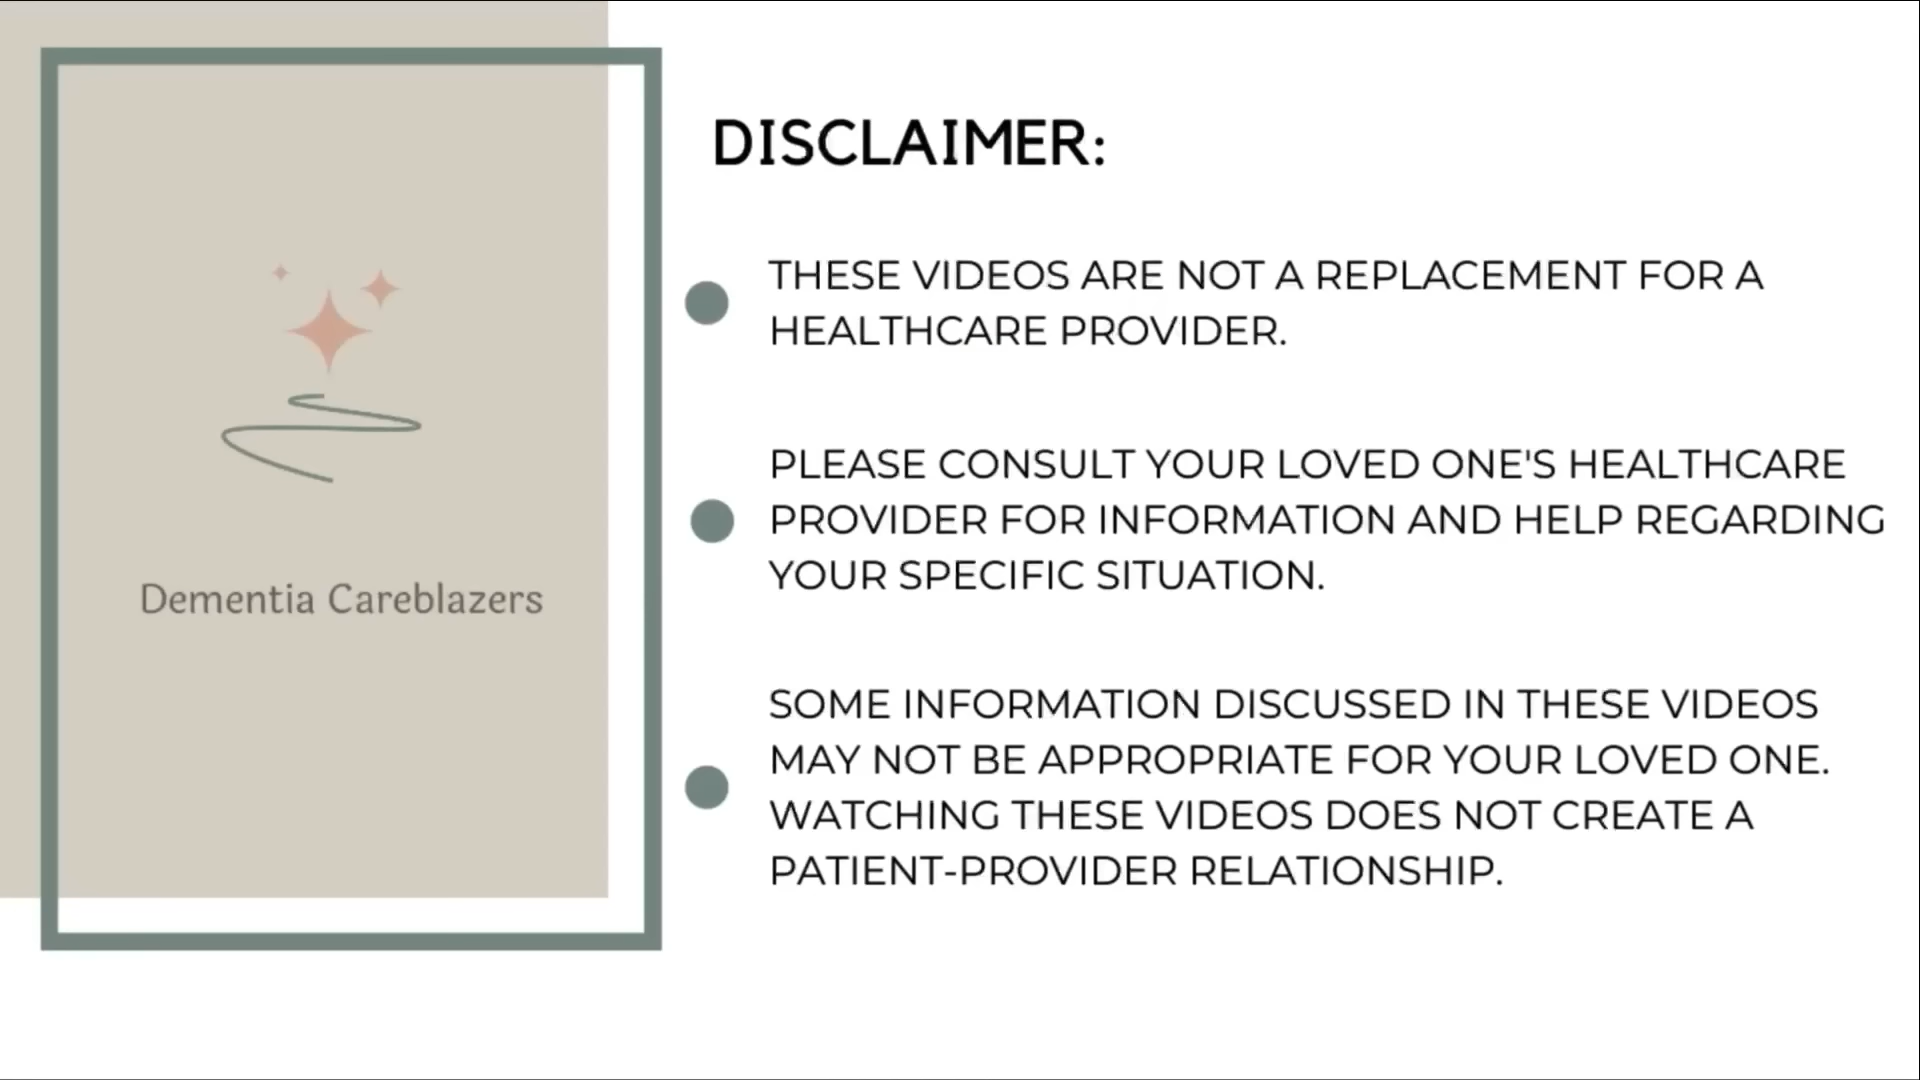 Dementia Careblazers
DISCLAIMER:
THESE VIDEOS ARE NOT A REPLACEMENT FOR A
HEALTHCARE PROVIDER.
PLEASE CONSULT YOUR LOVED ONE'S HEALTHCARE
PROVIDER FOR INFORMATION AND HELP REGARDING
YOUR SPECIFIC SITUATION.
SOME INFORMATION DISCUSSED IN THESE VIDEOS
MAY NOT BE APPROPRIATE FOR YOUR LOVED ONE.
WATCHING THESE VIDEOS DOES NOT CREATE A
PATIENT-PROVIDER RELATIONSHIP.